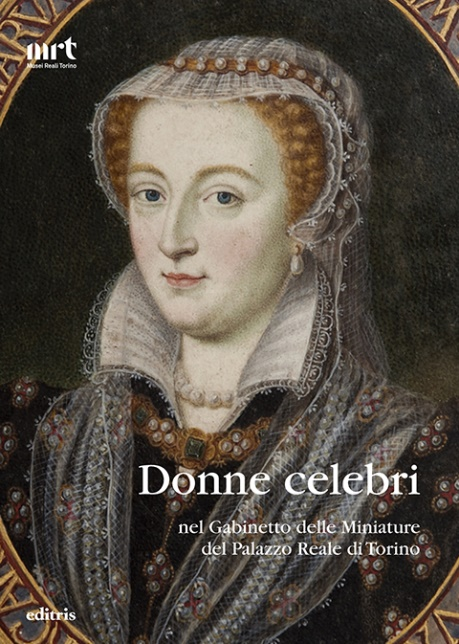 mrt
Musei Reali Torino
Donne celebri
nel Gabinetto delle Miniature
del Palazzo Reale di Torino
editris